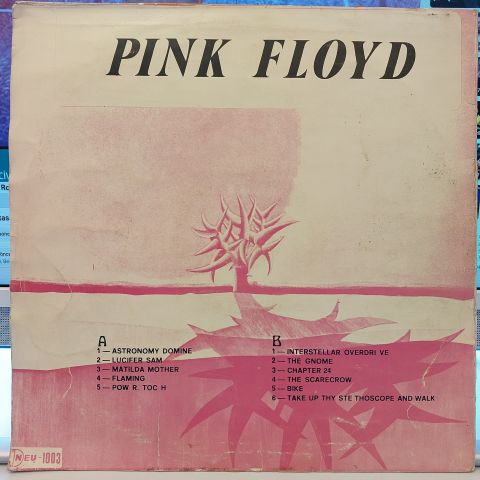 PINK FLOYD
A
1 — ASTRONOMY DOMINE
2 — LUCIFER SAM
3 — MATILDA MOTHER
4 — FLAMING
5 — POW R. TOC H
B
1 — INTERSTELLAR OVERDRI VE
2 — THE GNOME
3 — CHAPTER 24
4 — THE SCARECROW
5 — BIKE
6 — TAKE UP THY STE THOSCOPE AND WALK
NEU-1003